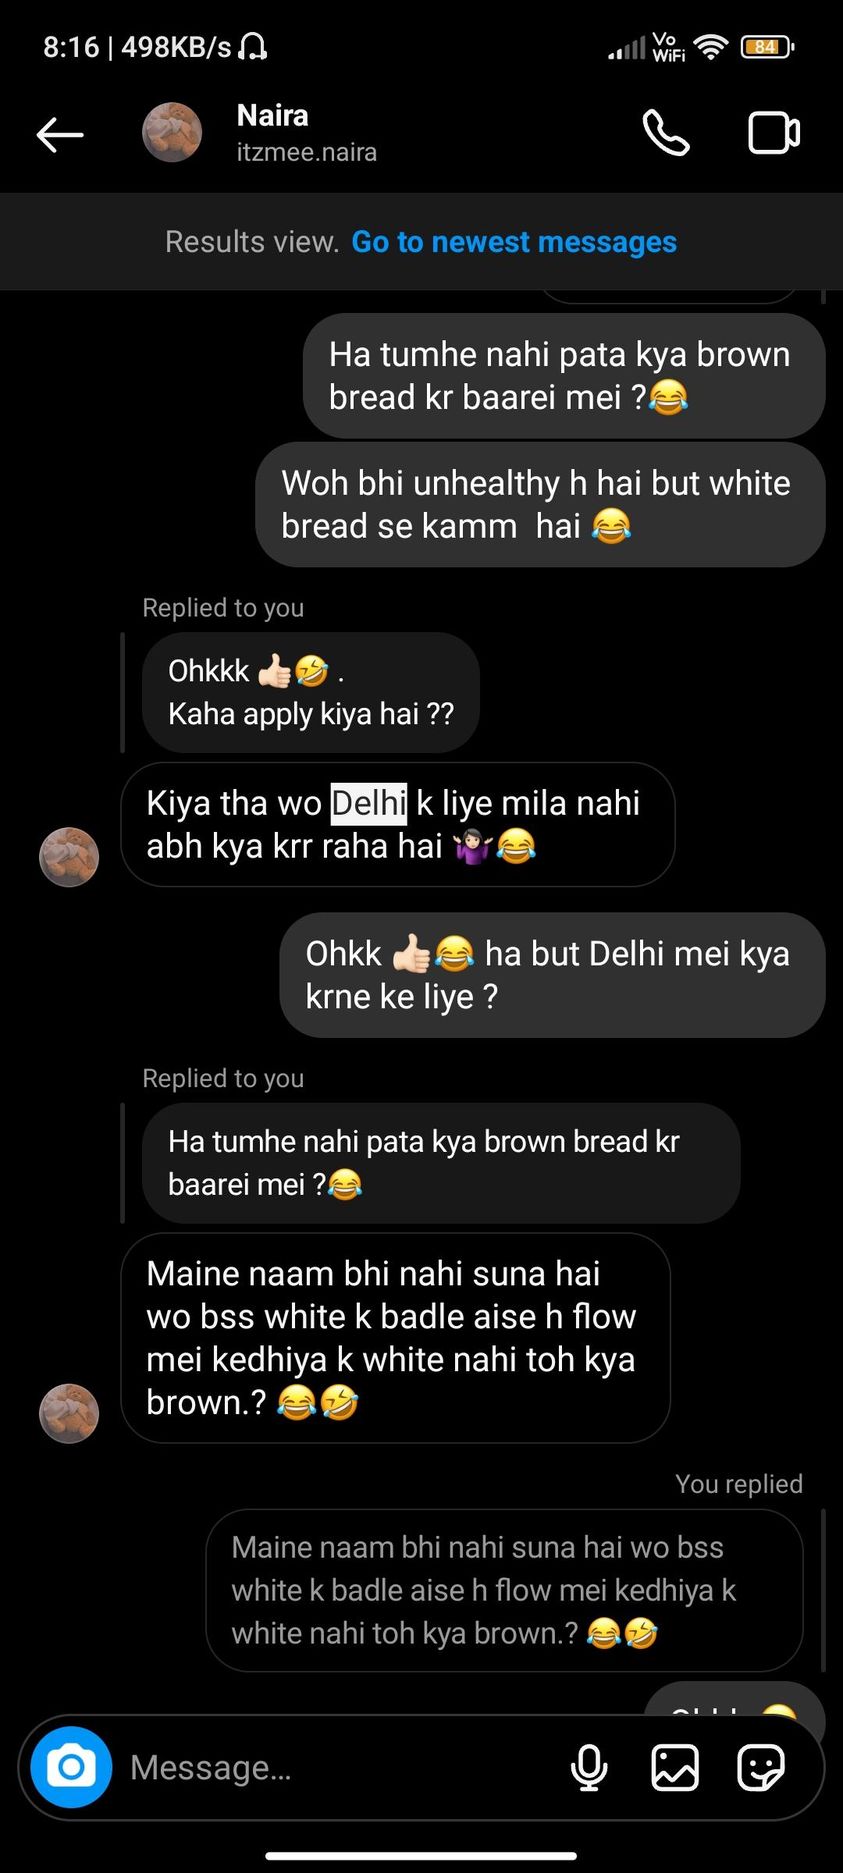 8:16 | 498KB/s
Vo
WiFi
84
Naira
itzmee.naira
Results view. Go to newest messages
Ha tumhe nahi pata kya brown
bread kr baarei mei ?😂
Woh bhi unhealthy h hai but white
bread se kamm hai 😂
Replied to you
Ohkkk 👍🏻🤣 .
Kaha apply kiya hai ??
Kiya tha wo Delhi k liye mila nahi
abh kya krr raha hai 🤷🏻‍♀️😂
Ohkk 👍🏻😂 ha but Delhi mei kya
krne ke liye ?
Replied to you
Ha tumhe nahi pata kya brown bread kr
baarei mei ?😂
Maine naam bhi nahi suna hai
wo bss white k badle aise h flow
mei kedhiya k white nahi toh kya
brown.? 😂🤣
You replied
Maine naam bhi nahi suna hai wo bss
white k badle aise h flow mei kedhiya k
white nahi toh kya brown.? 😂🤣
Message...